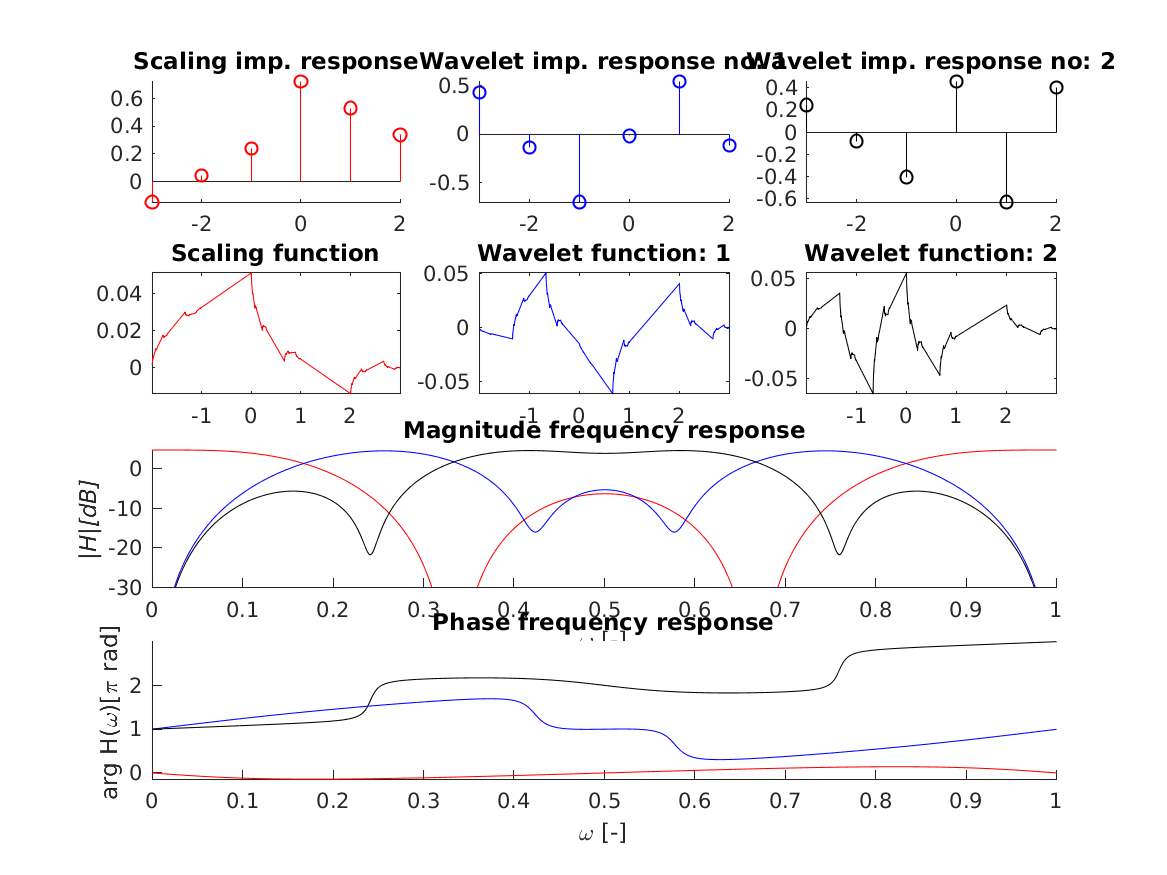 Scaling imp. response
Wavelet imp. response no: 1
Wavelet imp. response no: 2
0.6
0.4
0.2
0
-2 0 2
0.5
0
-0.5
-2 0 2
0.4
0.2
0
-0.2
-0.4
-0.6
-2 0 2
Scaling function
Wavelet function: 1
Wavelet function: 2
0.04
0.02
0
-1 0 1 2
0.05
0
-0.05
-1 0 1 2
0.05
0
-0.05
-1 0 1 2
Magnitude frequency response
|H|[dB]
0
-10
-20
-30
0 0.1 0.2 0.3 0.4 0.5 0.6 0.7 0.8 0.9 1
Phase frequency response
arg H(ω)[π rad]
2
1
0
0 0.1 0.2 0.3 0.4 0.5 0.6 0.7 0.8 0.9 1
ω [-]